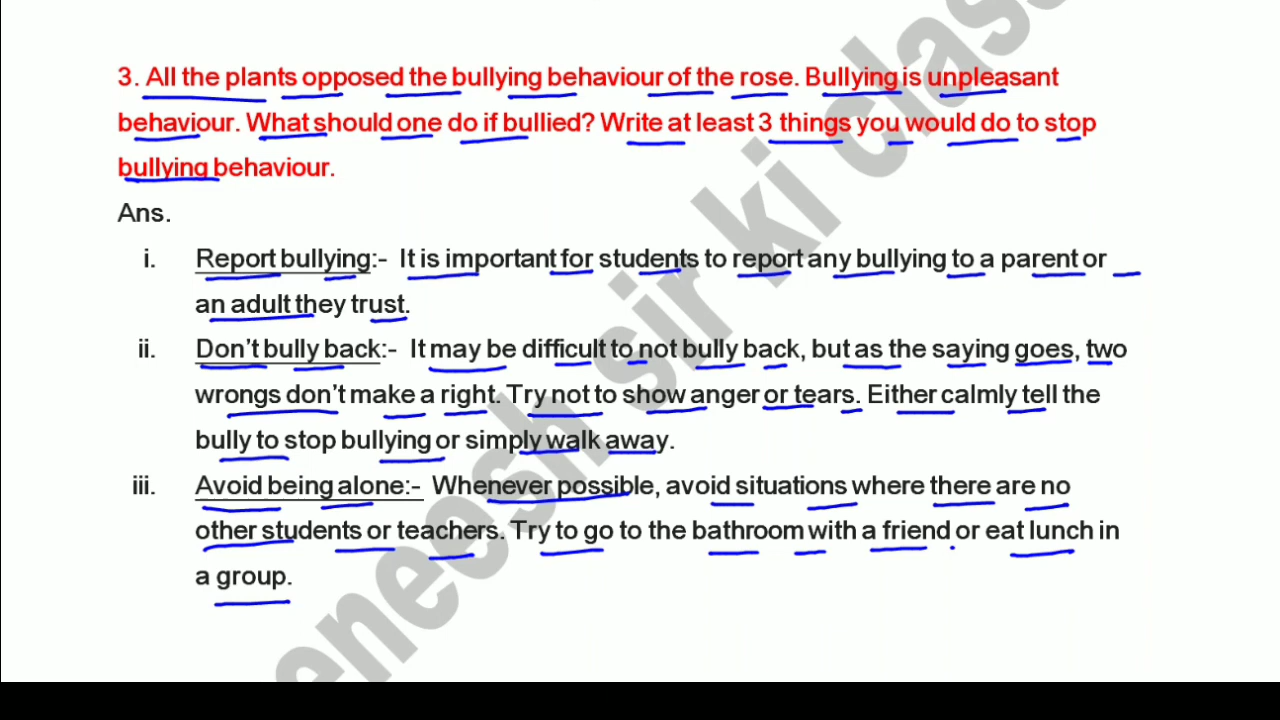 3. All the plants opposed the bullying behaviour of the rose. Bullying is unpleasant
behaviour. What should one do if bullied? Write at least 3 things you would do to stop
bullying behaviour.
Ans.
i. Report bullying:- It is important for students to report any bullying to a parent or
an adult they trust.
ii. Don't bully back:- It may be difficult to not bully back, but as the saying goes, two
wrongs don't make a right. Try not to show anger or tears. Either calmly tell the
bully to stop bullying or simply walk away.
iii. Avoid being alone:- Whenever possible, avoid situations where there are no
other students or teachers. Try to go to the bathroom with a friend or eat lunch in
a group.
eneesh sir ki class